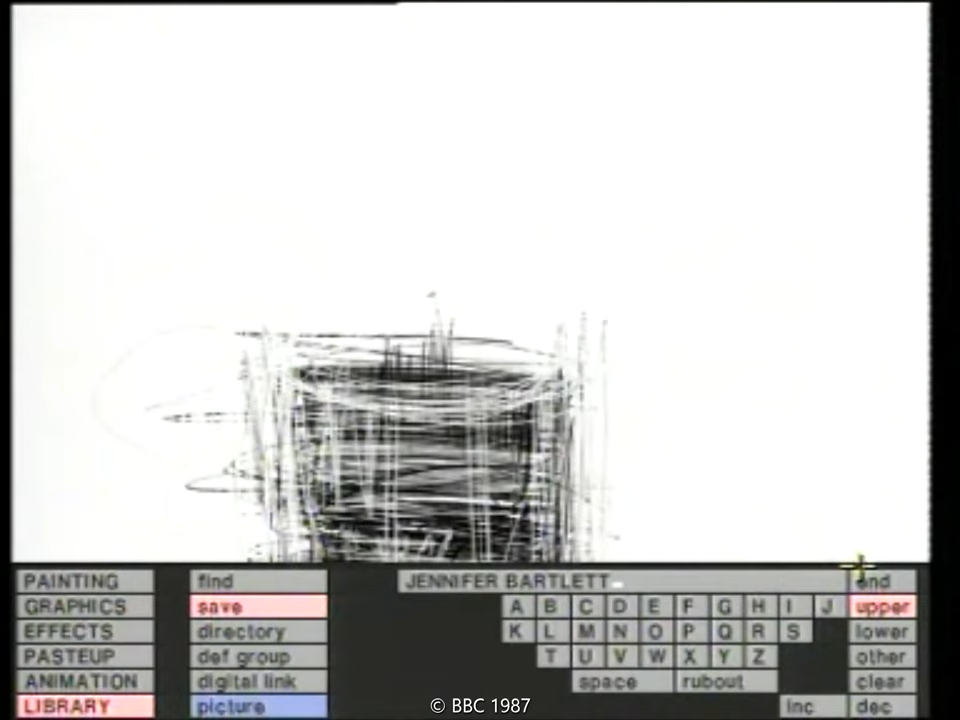 PAINTING find JENNIFER BARTLETT end
GRAPHICS save A B C D E F G H I J upper
EFFECTS directory K L M N O P Q R S lower
PASTEUP def group T U V W X Y Z other
ANIMATION digital link space rubout clear
LIBRARY picture © BBC 1987 inc dec